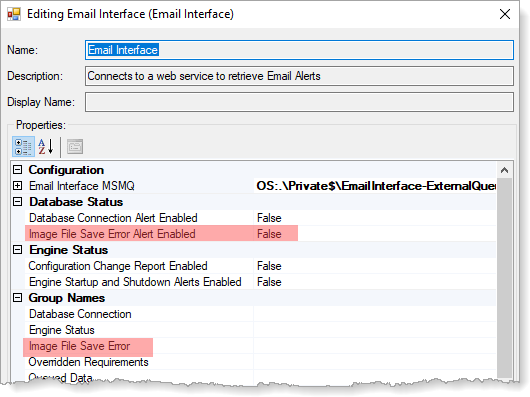 Editing Email Interface (Email Interface)
Name: Email Interface
Description: Connects to a web service to retrieve Email Alerts
Display Name:
Properties:
Configuration
Email Interface MSMQ OS:.\Private$\EmailInterface-ExternalQue
Database Status
Database Connection Alert Enabled False
Image File Save Error Alert Enabled False
Engine Status
Configuration Change Report Enabled False
Engine Startup and Shutdown Alerts Enabled False
Group Names
Database Connection
Engine Status
Image File Save Error
Overridden Requirements
Queued Data